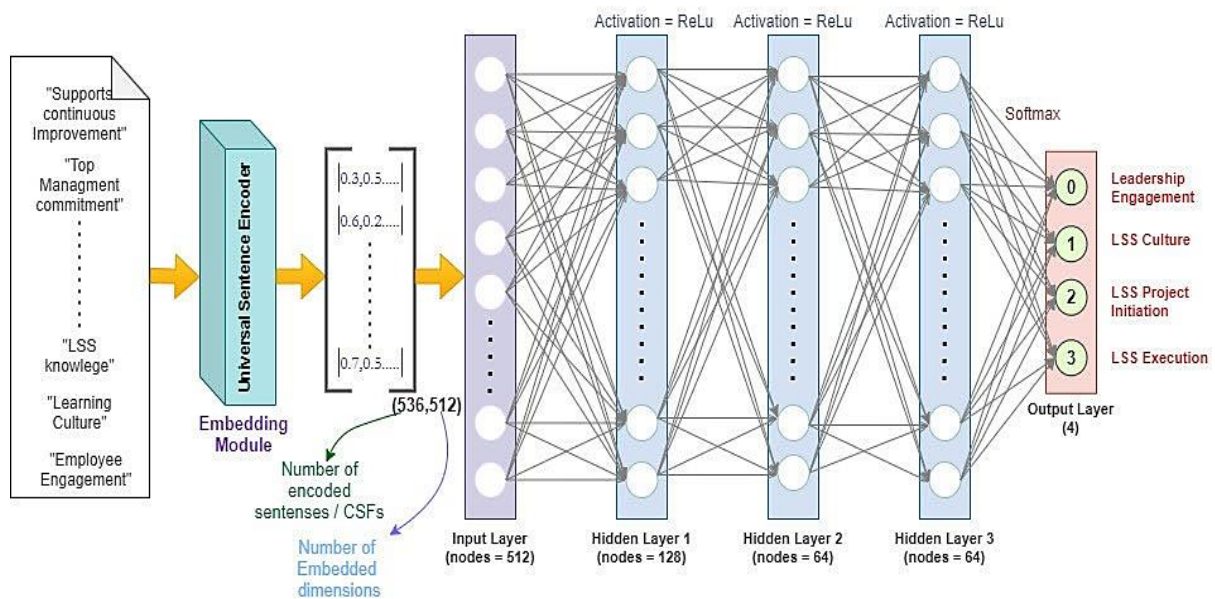 "Supports
continuous
Improvement"
"Top
Managment
commitment"
"LSS
knowlege"
"Learning
Culture"
"Employee
Engagement"
Universal Sentence Encoder
Embedding
Module
|0.3,0.5.....|
|0.6,0.2.....|
|0.7,0.5.....|
(536,512)
Number of
encoded
sentenses / CSFs
Number of
Embedded
dimensions
Input Layer
(nodes = 512)
Activation = ReLu
Hidden Layer 1
(nodes = 128)
Activation = ReLu
Hidden Layer 2
(nodes = 64)
Activation = ReLu
Hidden Layer 3
(nodes = 64)
Softmax
0
Leadership
Engagement
1
LSS Culture
2
LSS Project
Initiation
3
LSS Execution
Output Layer
(4)